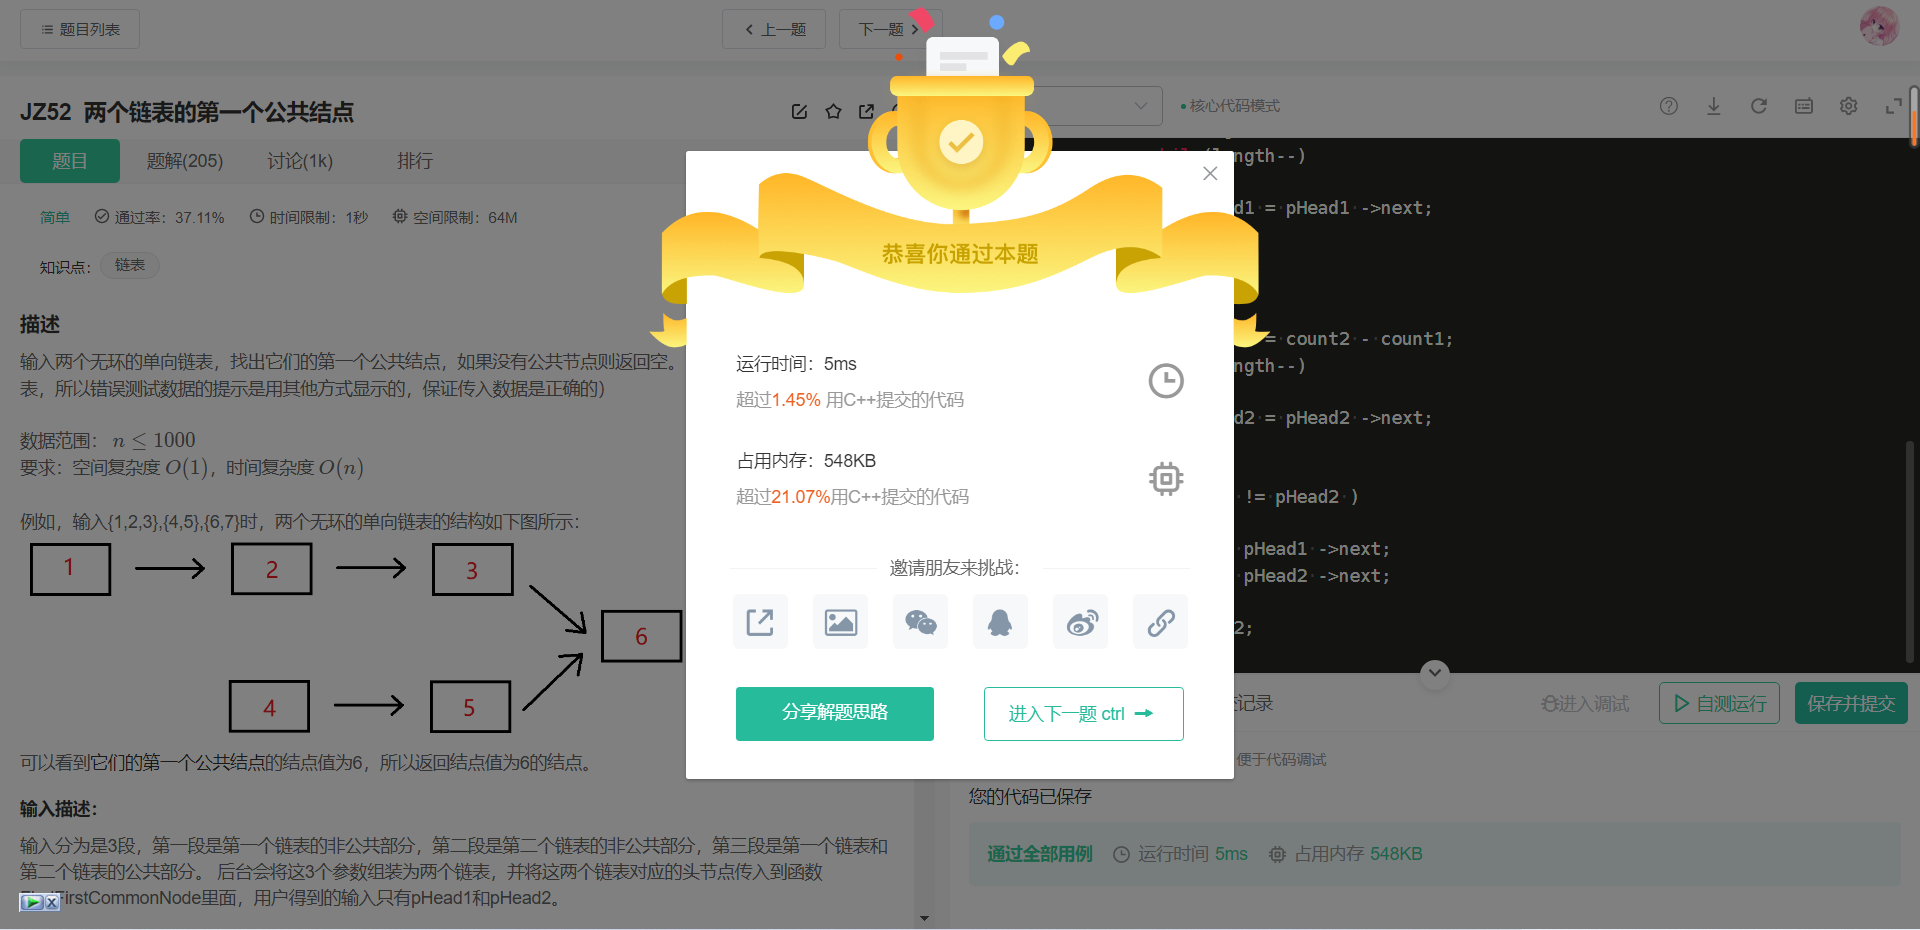 题目列表
上一题
下一题
JZ52 两个链表的第一个公共结点
核心代码模式
题目
题解(205)
讨论(1k)
排行
简单
通过率：37.11%
时间限制：1秒
空间限制：64M
知识点：
链表
描述
输入两个无环的单向链表，找出它们的第一个公共结点，如果没有公共节点则返回空。
表，所以错误测试数据的提示是用其他方式显示的，保证传入数据是正确的）
数据范围： n ≤ 1000
要求：空间复杂度 O(1)，时间复杂度 O(n)
例如，输入{1,2,3},{4,5},{6,7}时，两个无环的单向链表的结构如下图所示：
1
2
3
6
4
5
可以看到它们的第一个公共结点的结点值为6，所以返回结点值为6的结点。
输入描述：
输入分为是3段，第一段是第一个链表的非公共部分，第二段是第二个链表的非公共部分，第三段是第一个链表和
第二个链表的公共部分。 后台会将这3个参数组装为两个链表，并将这两个链表对应的头节点传入到函数
FirstCommonNode里面，用户得到的输入只有pHead1和pHead2。
恭喜你通过本题
运行时间：5ms
超过1.45% 用C++提交的代码
占用内存：548KB
超过21.07%用C++提交的代码
邀请朋友来挑战：
分享解题思路
进入下一题 ctrl
ngth--)
d1 = pHead1 ->next;
= count2 - count1;
ngth--)
d2 = pHead2 ->next;
!= pHead2 )
pHead1 ->next;
pHead2 ->next;
2;
记录
进入调试
自测运行
保存并提交
便于代码调试
您的代码已保存
通过全部用例
运行时间 5ms
占用内存 548KB